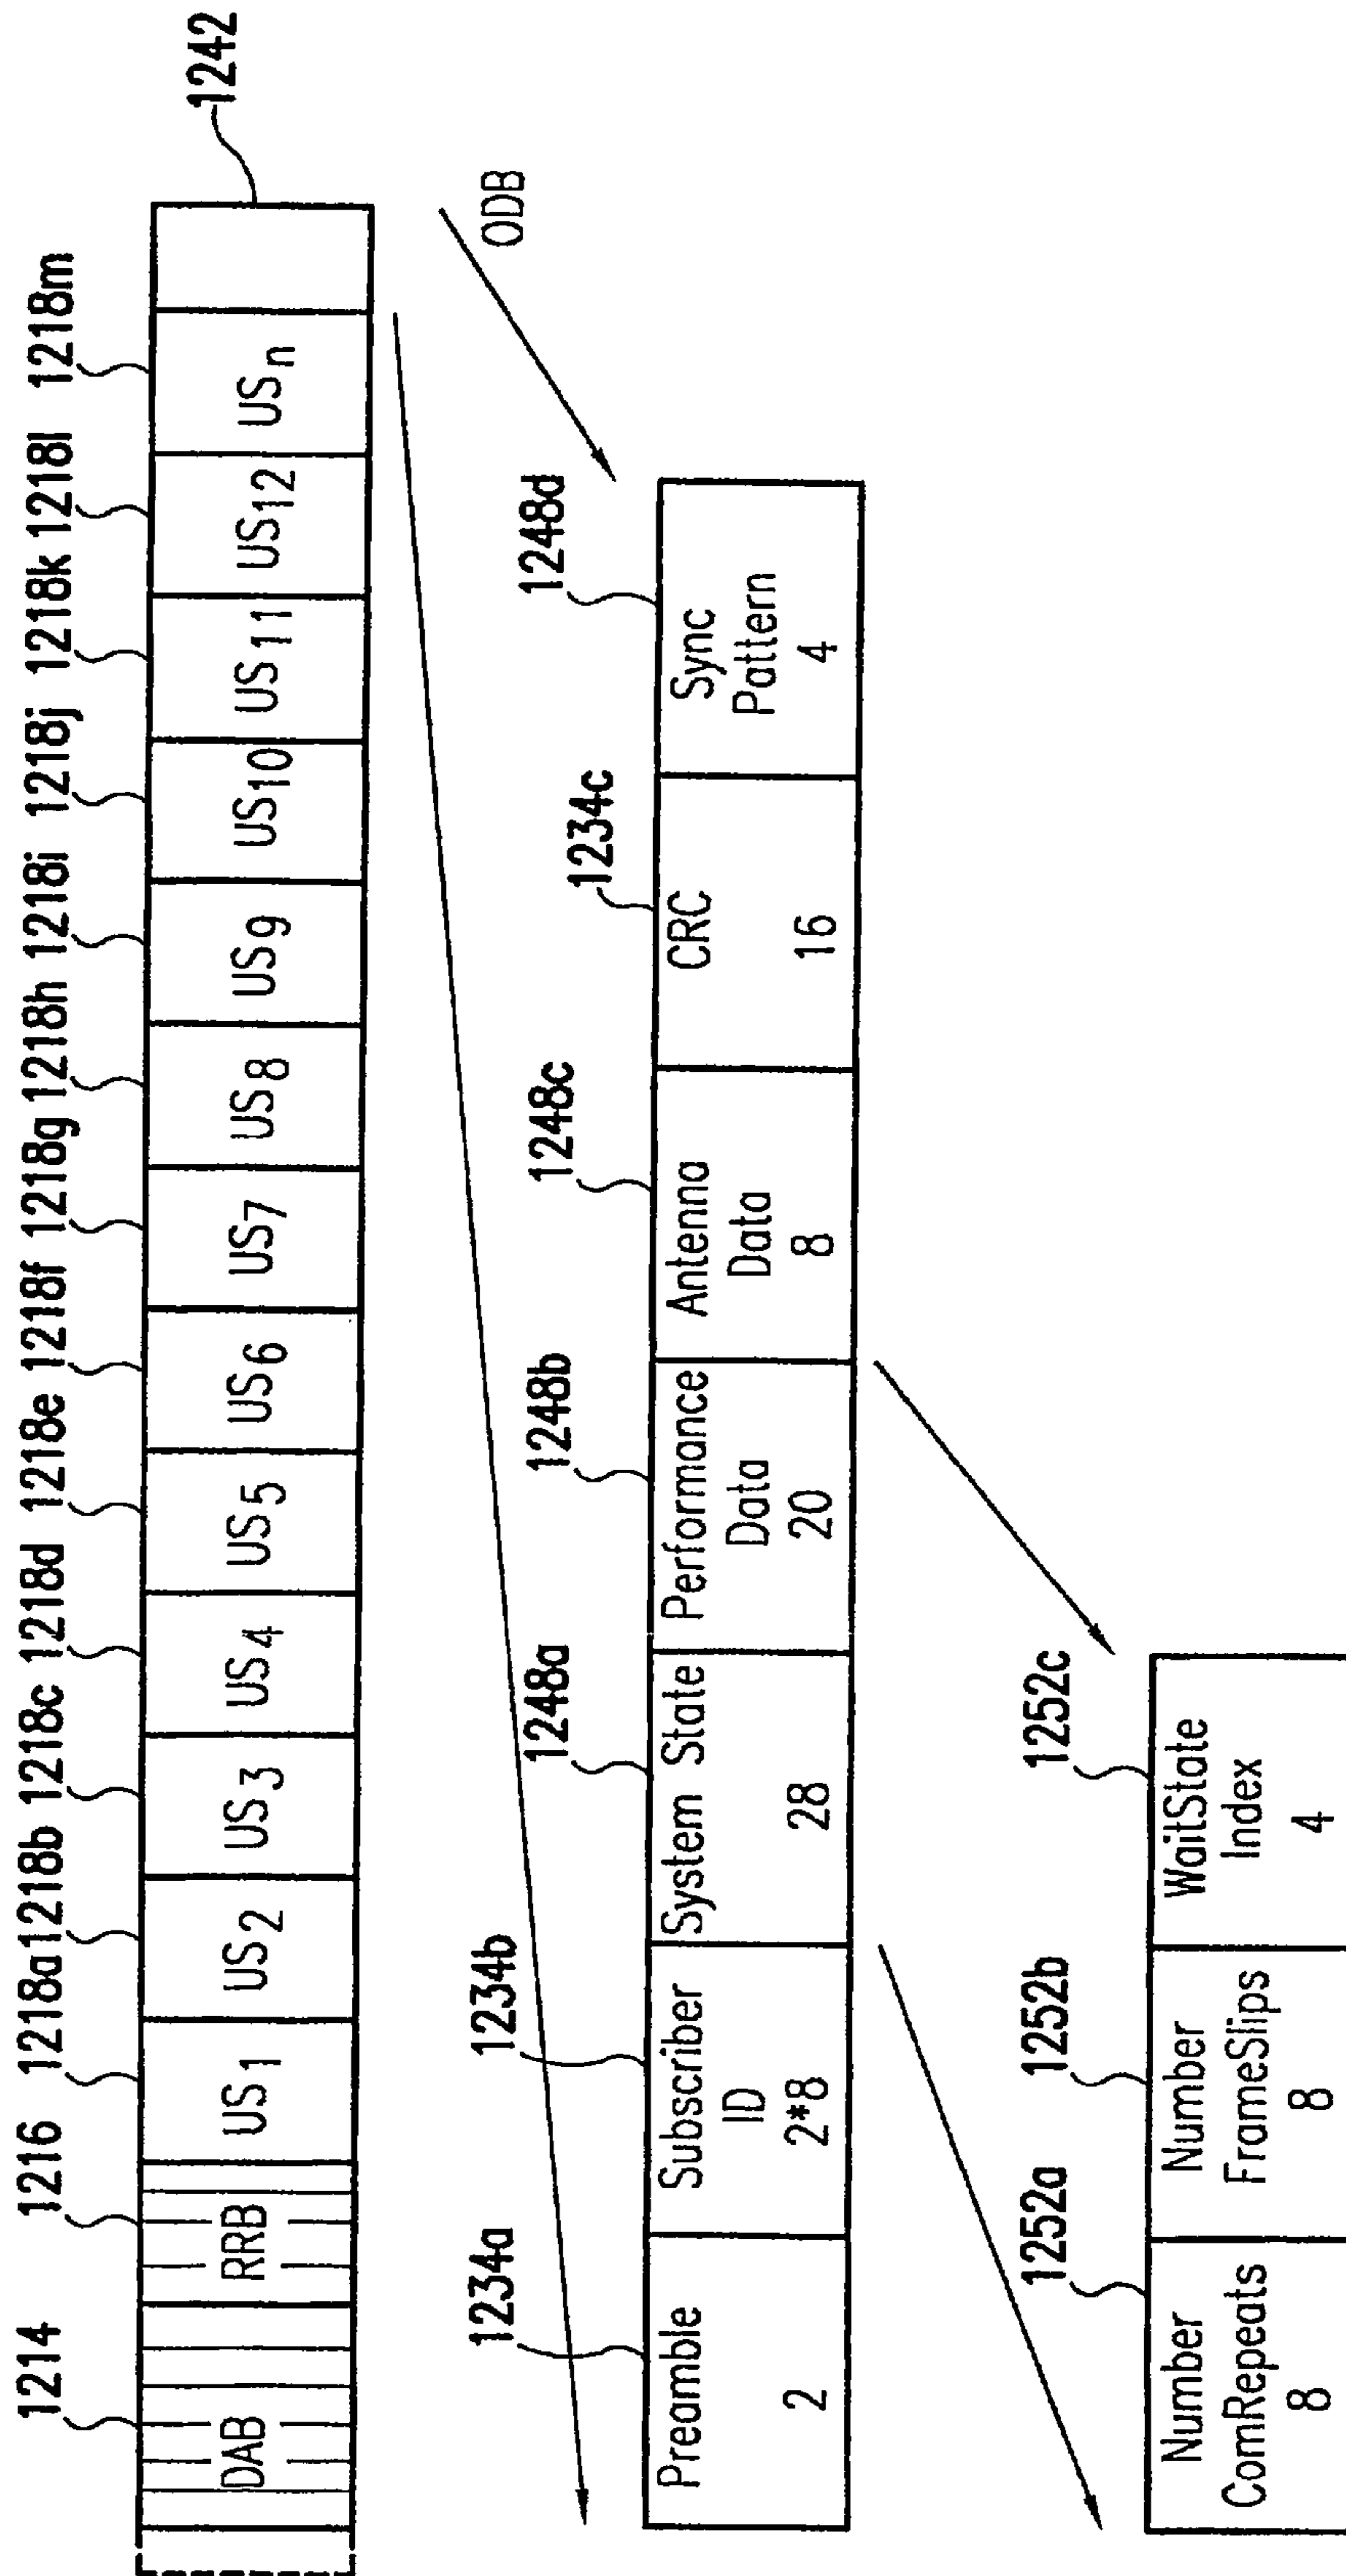 1214 1216 1218a 1218b 1218c 1218d 1218e 1218f 1218g 1218h 1218i 1218j 1218k 1218l 1218m
DAB RRB US1 US2 US3 US4 US5 US6 US7 US8 US9 US10 US11 US12 USn
1242
ODB
1234a 1234b 1248a 1248b 1248c 1234c 1248d
Preamble
2
Subscriber
ID
2*8
System State
28
Performance
Data
20
Antenna
Data
8
CRC
16
Sync
Pattern
4
1252a 1252b 1252c
Number
ComRepeats
8
Number
FrameSlips
8
WaitState
Index
4